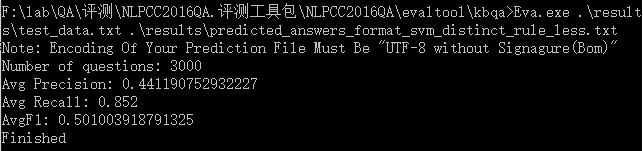 F:\lab\QA\评测\NLPCC2016QA.评测工具包\NLPCC2016QA\evaltool\kbqa>Eva.exe .\result
s\test_data.txt .\results\predicted_answers_format_svm_distinct_rule_less.txt
Note: Encoding Of Your Prediction File Must Be "UTF-8 without Signagure(Bom)"
Number of questions: 3000
Avg Precision: 0.441190752932227
Avg Recall: 0.852
AvgF1: 0.501003918791325
Finished